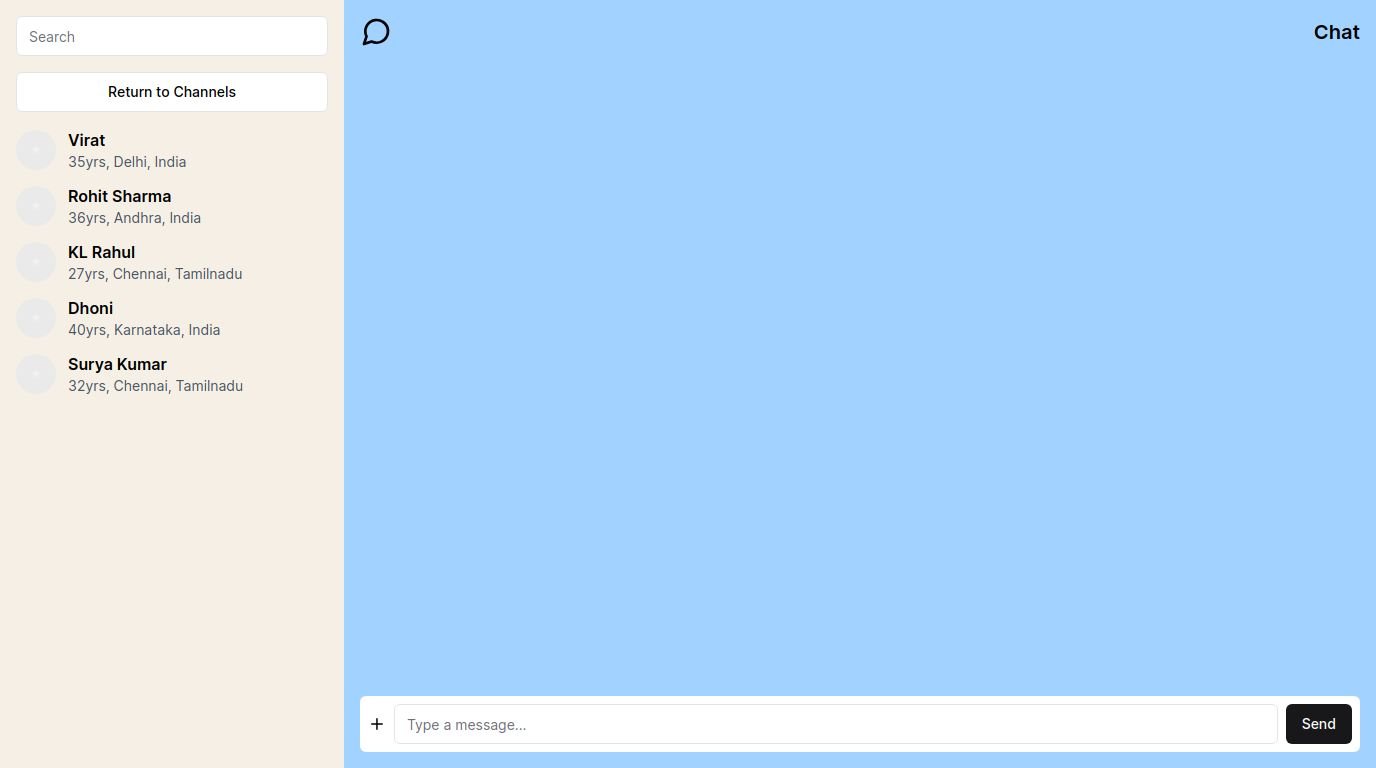 Search
Return to Channels
Virat
35yrs, Delhi, India
Rohit Sharma
36yrs, Andhra, India
KL Rahul
27yrs, Chennai, Tamilnadu
Dhoni
40yrs, Karnataka, India
Surya Kumar
32yrs, Chennai, Tamilnadu
Chat
Type a message...
Send